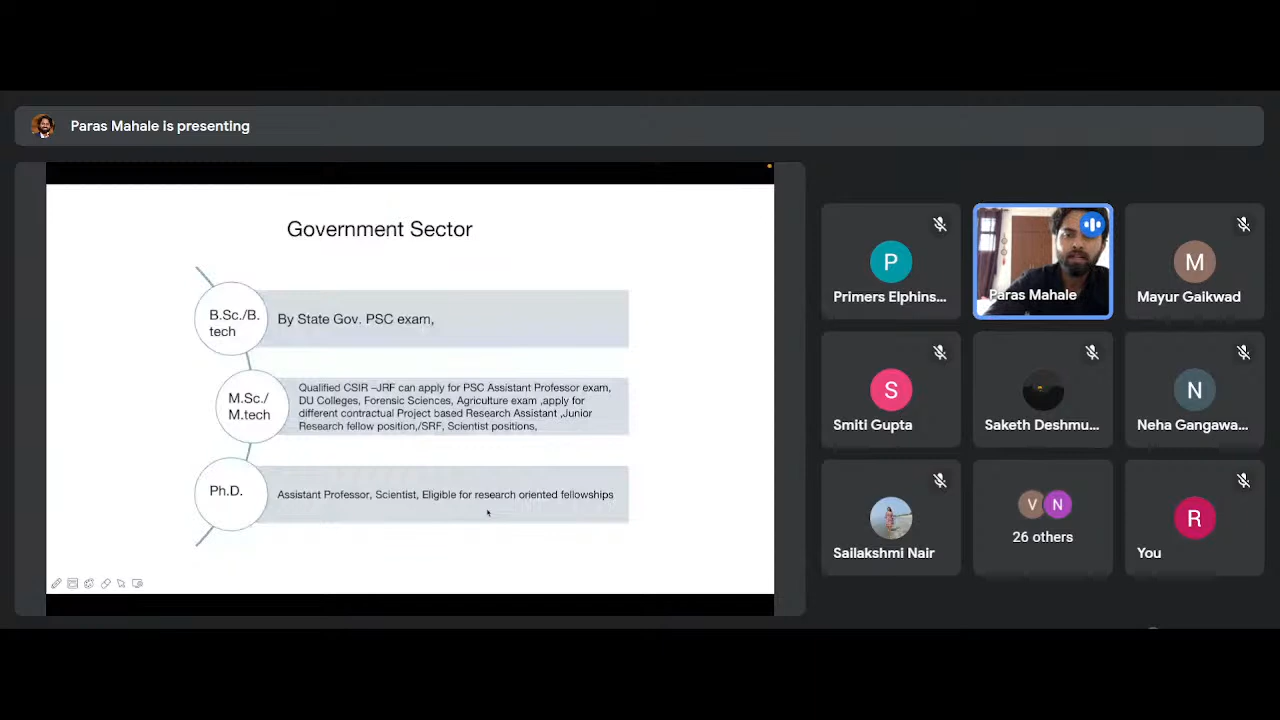 Paras Mahale is presenting
Government Sector
B.Sc./B.
tech
By State Gov. PSC exam,
M.Sc./
M.tech
Qualified CSIR –JRF can apply for PSC Assistant Professor exam,
DU Colleges, Forensic Sciences, Agriculture exam ,apply for
different contractual Project based Research Assistant ,Junior
Research fellow position,/SRF, Scientist positions,
Ph.D.
Assistant Professor, Scientist, Eligible for research oriented fellowships
P
Primers Elphins...
Paras Mahale
M
Mayur Gaikwad
S
Smiti Gupta
Saketh Deshmu...
N
Neha Gangawa...
Sailakshmi Nair
V
N
26 others
R
You